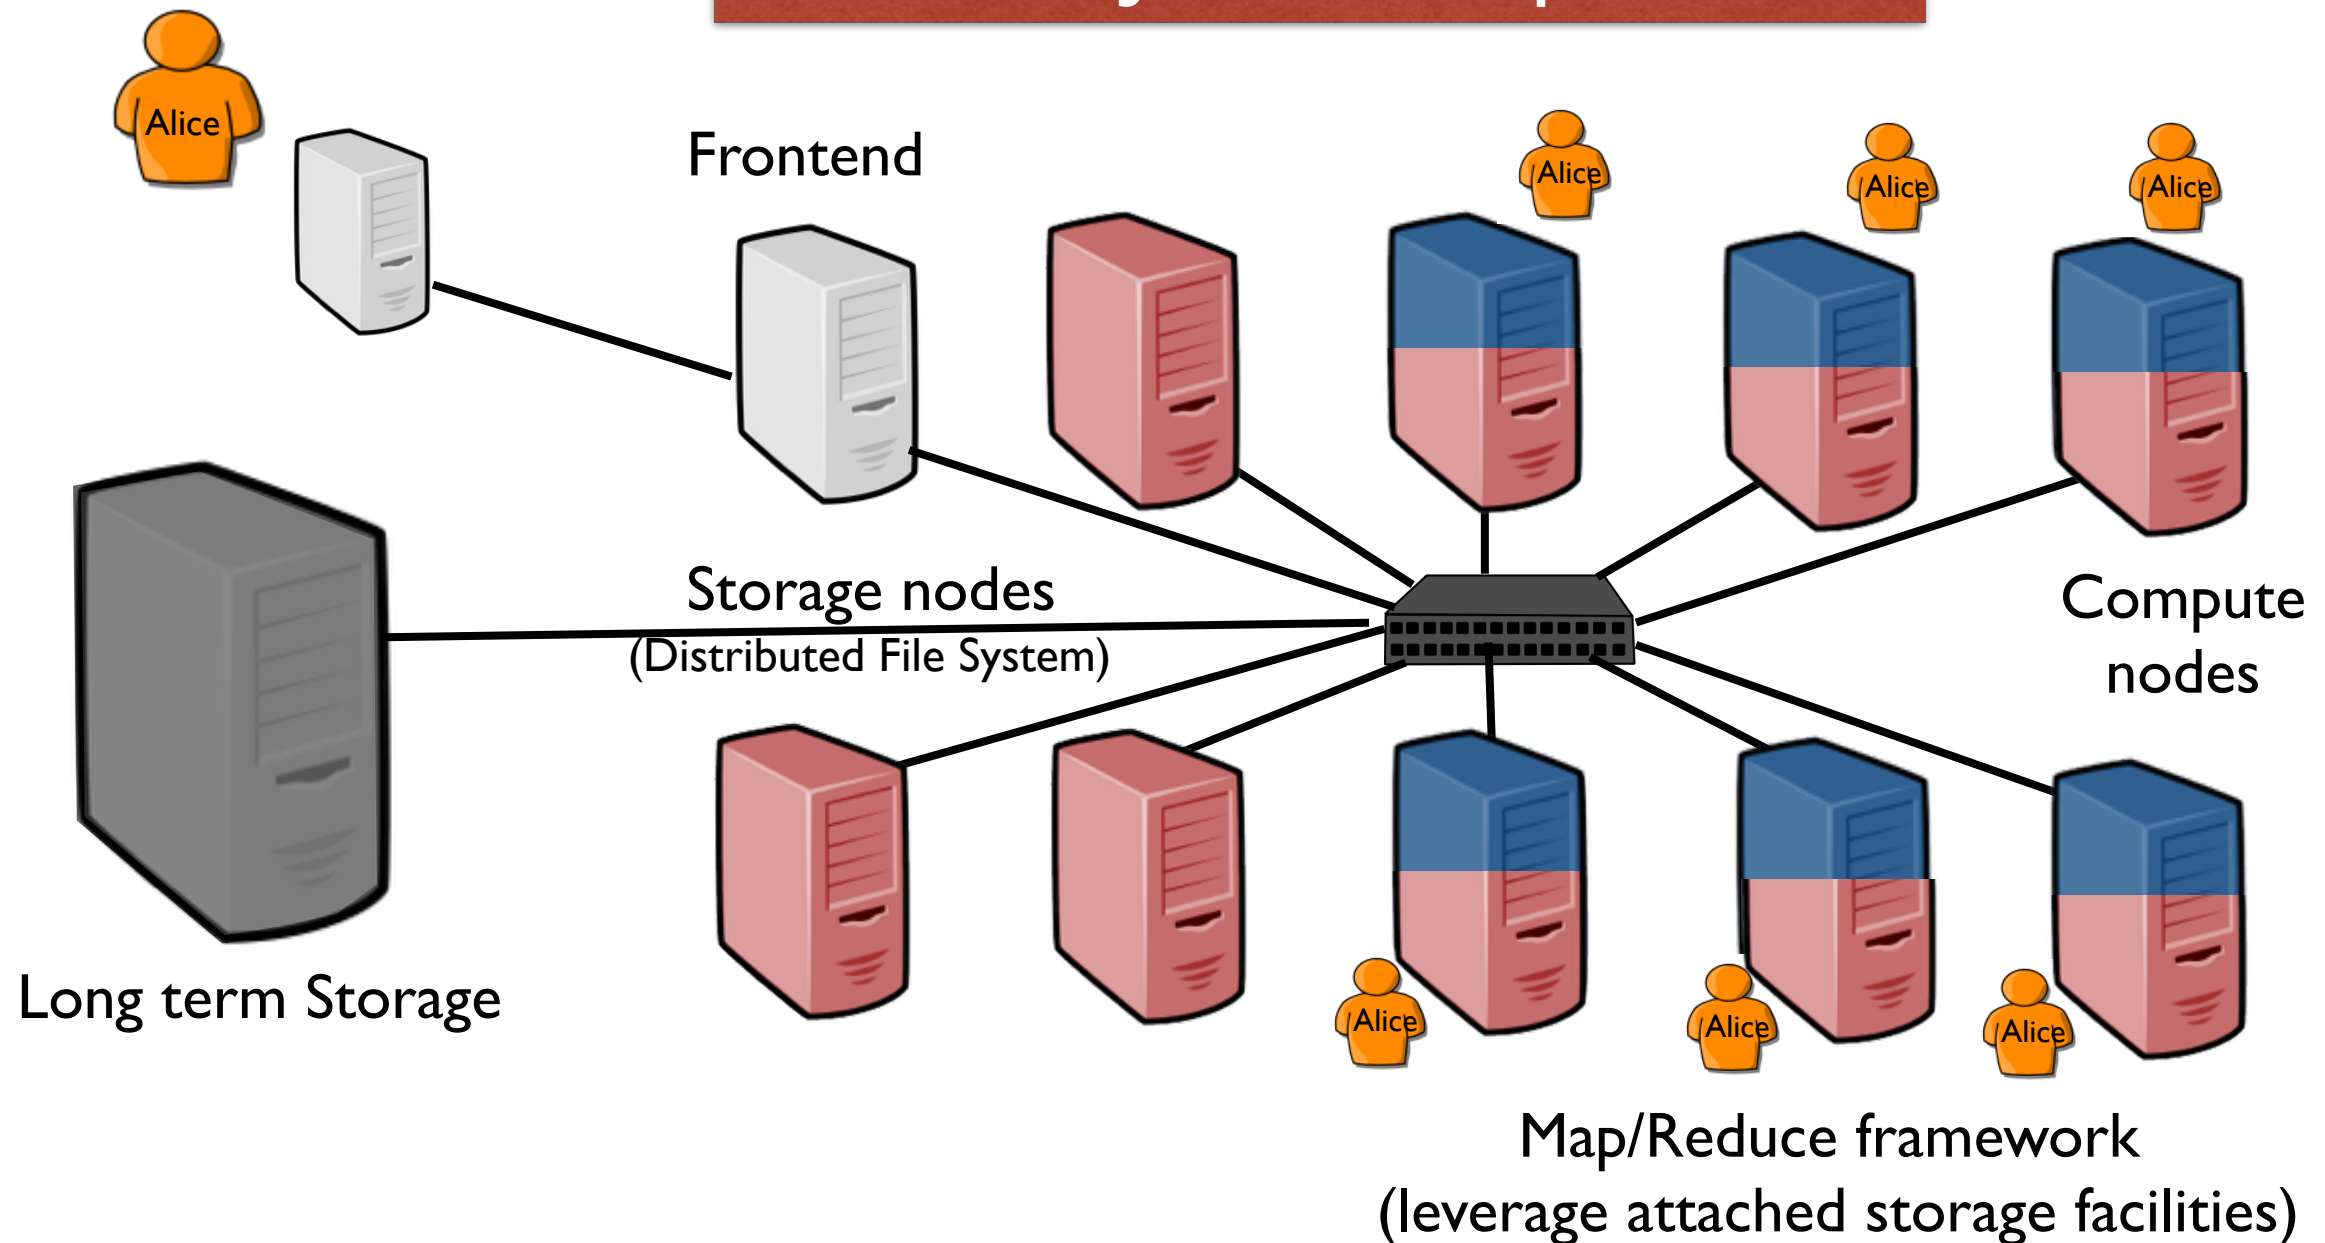 Alice
Frontend
Alice
Alice
Alice
Storage nodes
(Distributed File System)
Compute
nodes
Long term Storage
Alice
Alice
Alice
Map/Reduce framework
(leverage attached storage facilities)